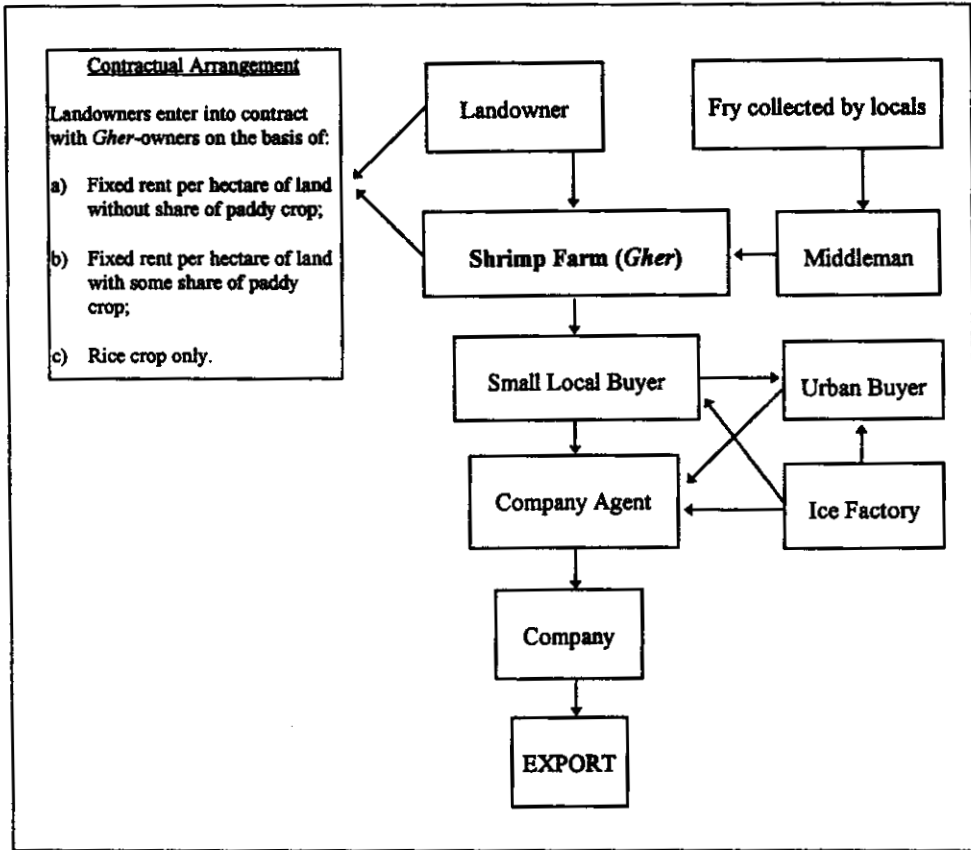 Contractual Arrangement
Landowners enter into contract
with Gher-owners on the basis of:
a) Fixed rent per hectare of land
without share of paddy crop;
b) Fixed rent per hectare of land
with some share of paddy
crop;
c) Rice crop only.
Landowner
Fry collected by locals
Shrimp Farm (Gher)
Middleman
Small Local Buyer
Urban Buyer
Company Agent
Ice Factory
Company
EXPORT